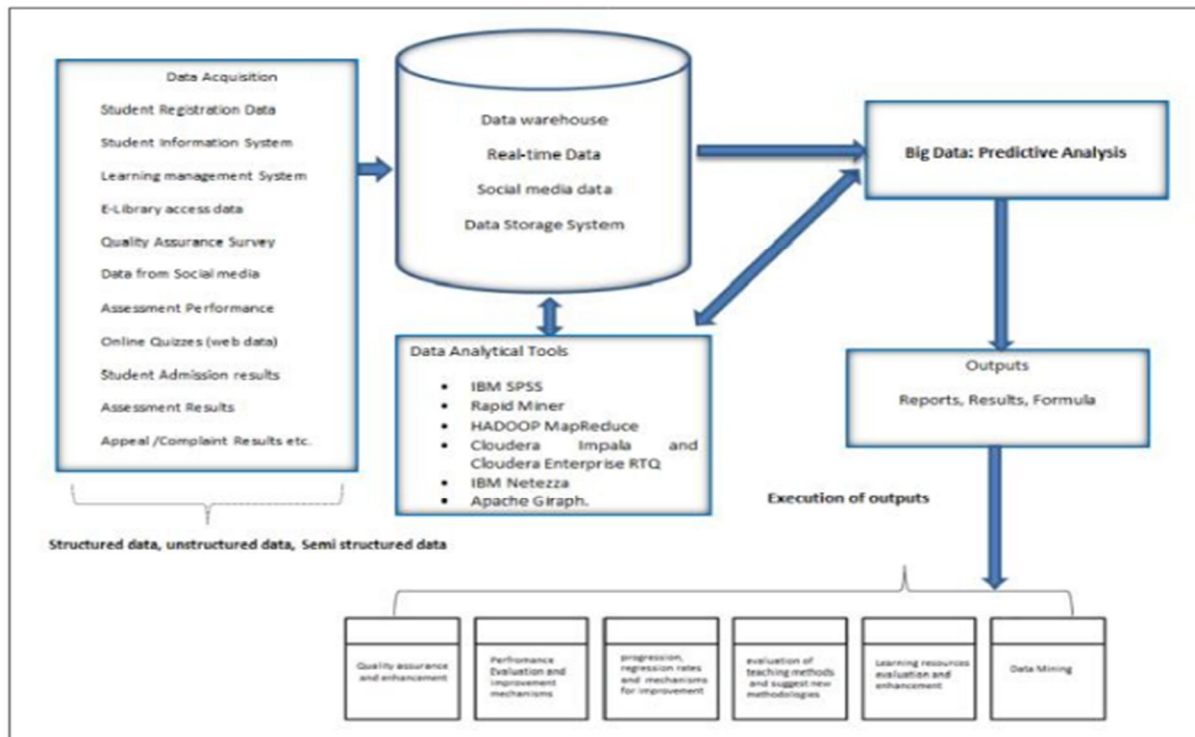 Data Acquisition
Student Registration Data
Student Information System
Learning management System
E-Library access data
Quality Assurance Survey
Data from Social media
Assessment Performance
Online Quizzes (web data)
Student Admission results
Assessment Results
Appeal /Complaint Results etc.
Structured data, unstructured data, Semi structured data
Data warehouse
Real-time Data
Social media data
Data Storage System
Data Analytical Tools
• IBM SPSS
• Rapid Miner
• HADOOP MapReduce
• Cloudera Impala and
Cloudera Enterprise RTQ
• IBM Netezza
• Apache Giraph.
Big Data: Predictive Analysis
Outputs
Reports, Results, Formula
Execution of outputs
Quality assurance
and enhancement
Perfromance
Evaluation and
improvement
mechanisms
progression,
regression rates
and mechanisms
for improvement
evaluation of
teaching methods
and suggest new
methodologies
Learning resources
evaluation and
enhancement
Data Mining